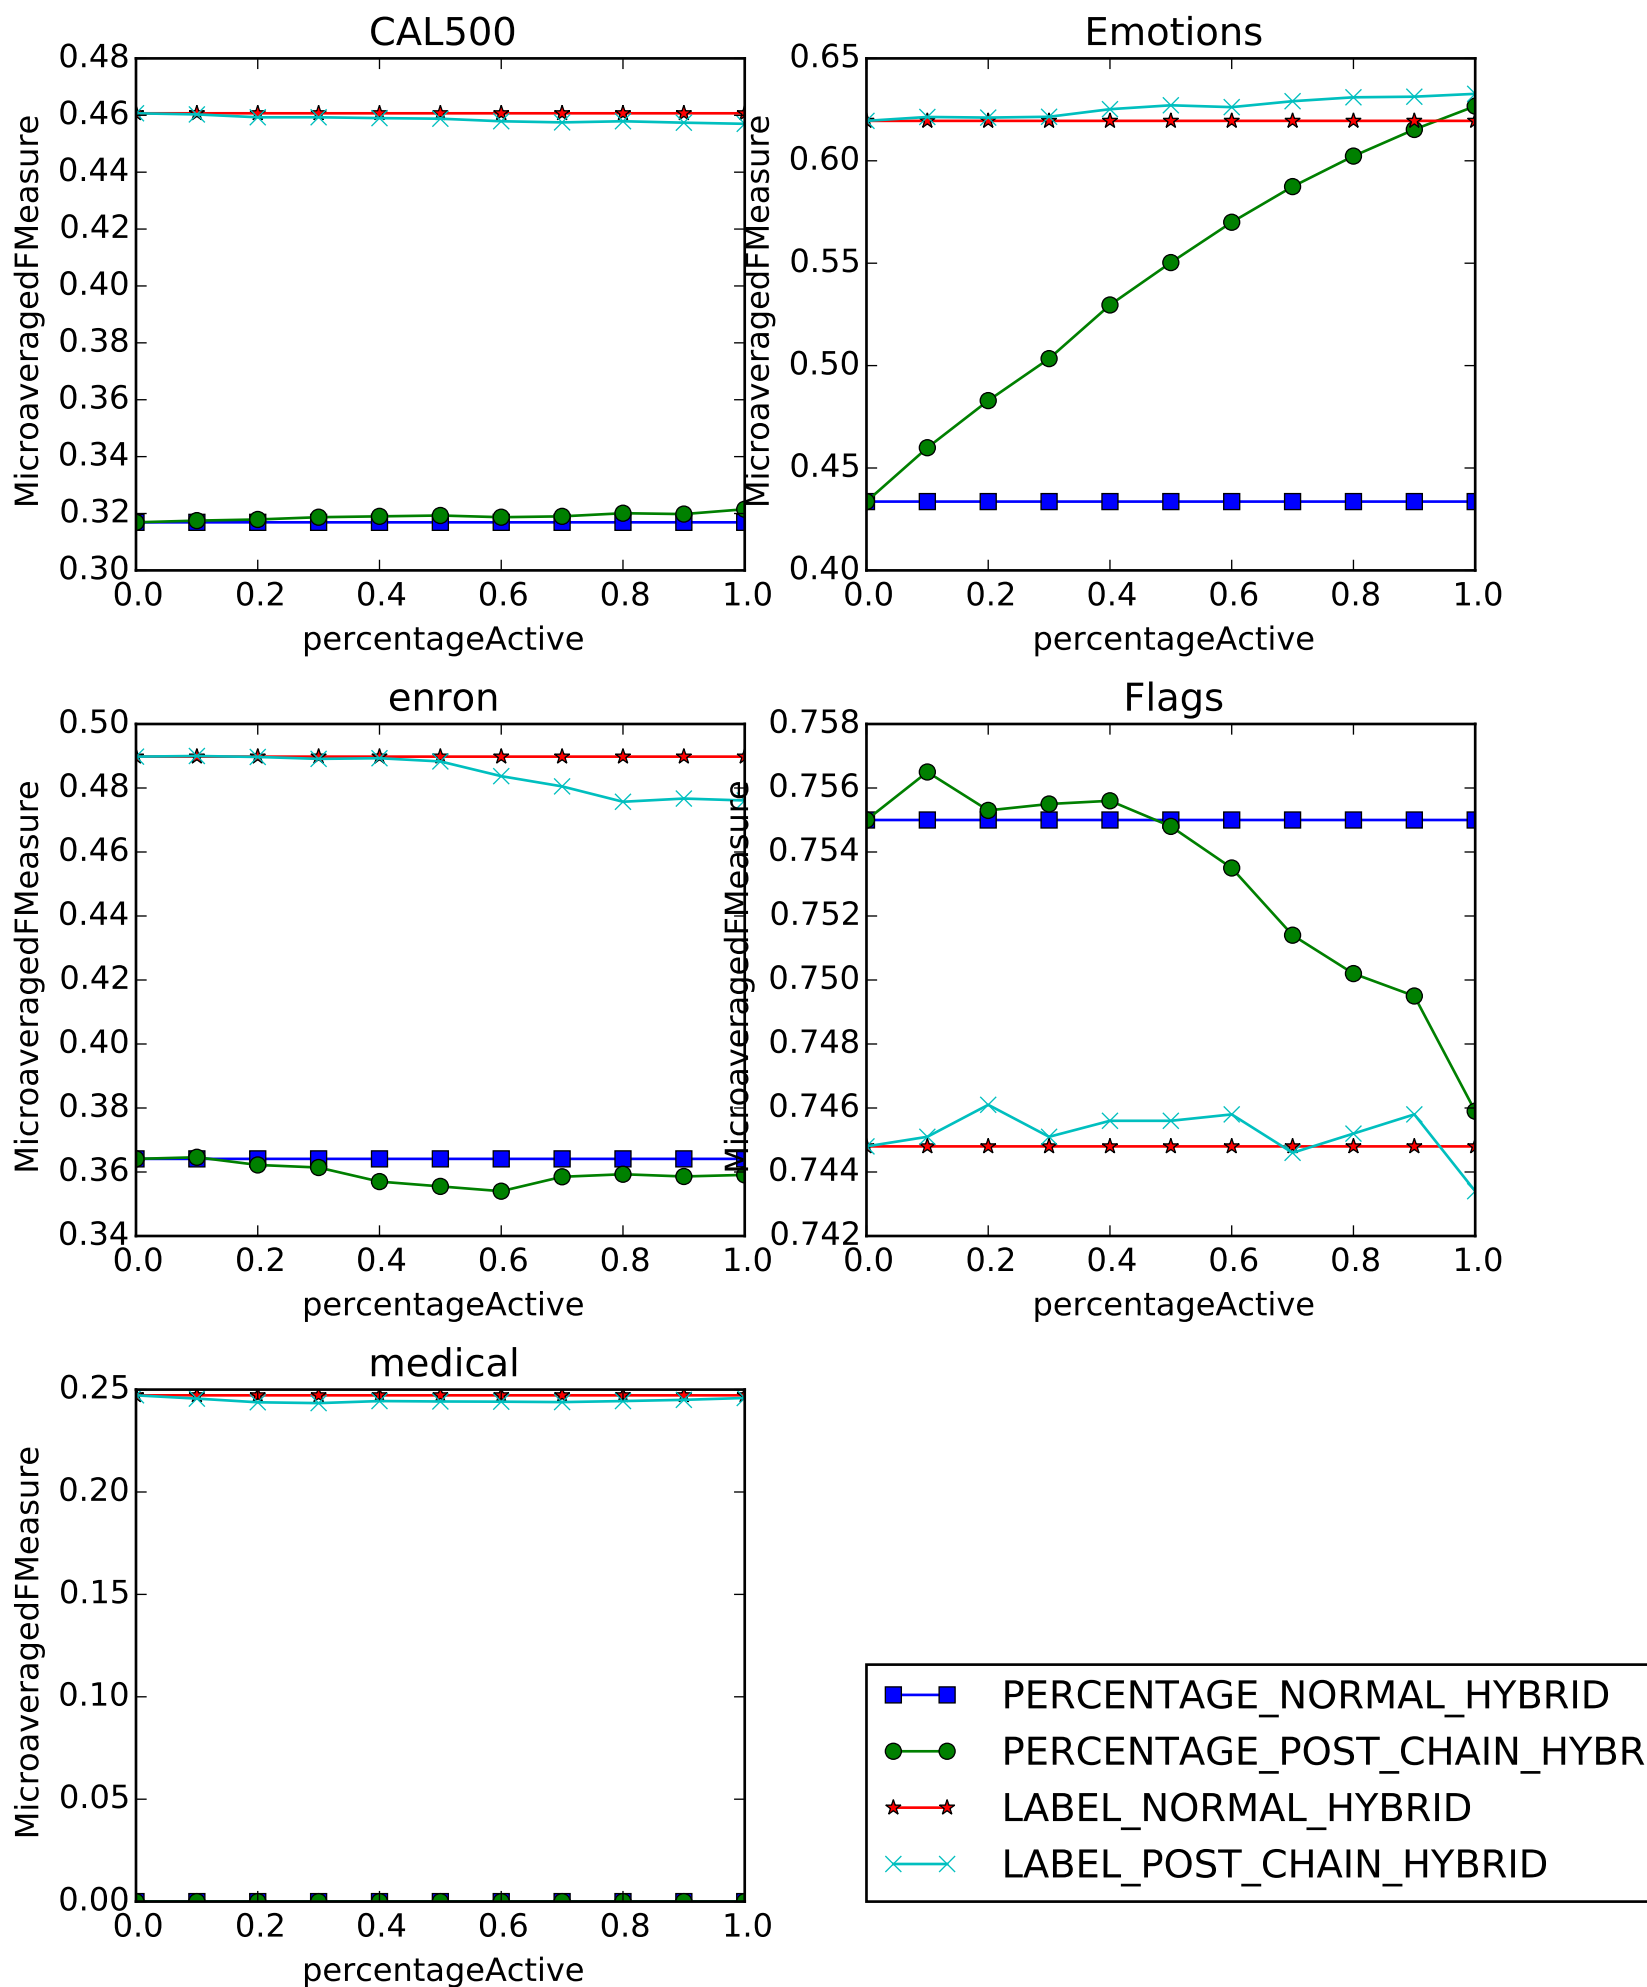 CAL500
MicroaveragedFMeasure
0.48
0.46
0.44
0.42
0.40
0.38
0.36
0.34
0.32
0.30
0.0 0.2 0.4 0.6 0.8 1.0
percentageActive
Emotions
MicroaveragedFMeasure
0.65
0.60
0.55
0.50
0.45
0.40
0.0 0.2 0.4 0.6 0.8 1.0
percentageActive
enron
MicroaveragedFMeasure
0.50
0.48
0.46
0.44
0.42
0.40
0.38
0.36
0.34
0.0 0.2 0.4 0.6 0.8 1.0
percentageActive
Flags
MicroaveragedFMeasure
0.758
0.756
0.754
0.752
0.750
0.748
0.746
0.744
0.742
0.0 0.2 0.4 0.6 0.8 1.0
percentageActive
medical
MicroaveragedFMeasure
0.25
0.20
0.15
0.10
0.05
0.00
0.0 0.2 0.4 0.6 0.8 1.0
percentageActive
PERCENTAGE_NORMAL_HYBRID
PERCENTAGE_POST_CHAIN_HYBR
LABEL_NORMAL_HYBRID
LABEL_POST_CHAIN_HYBRID